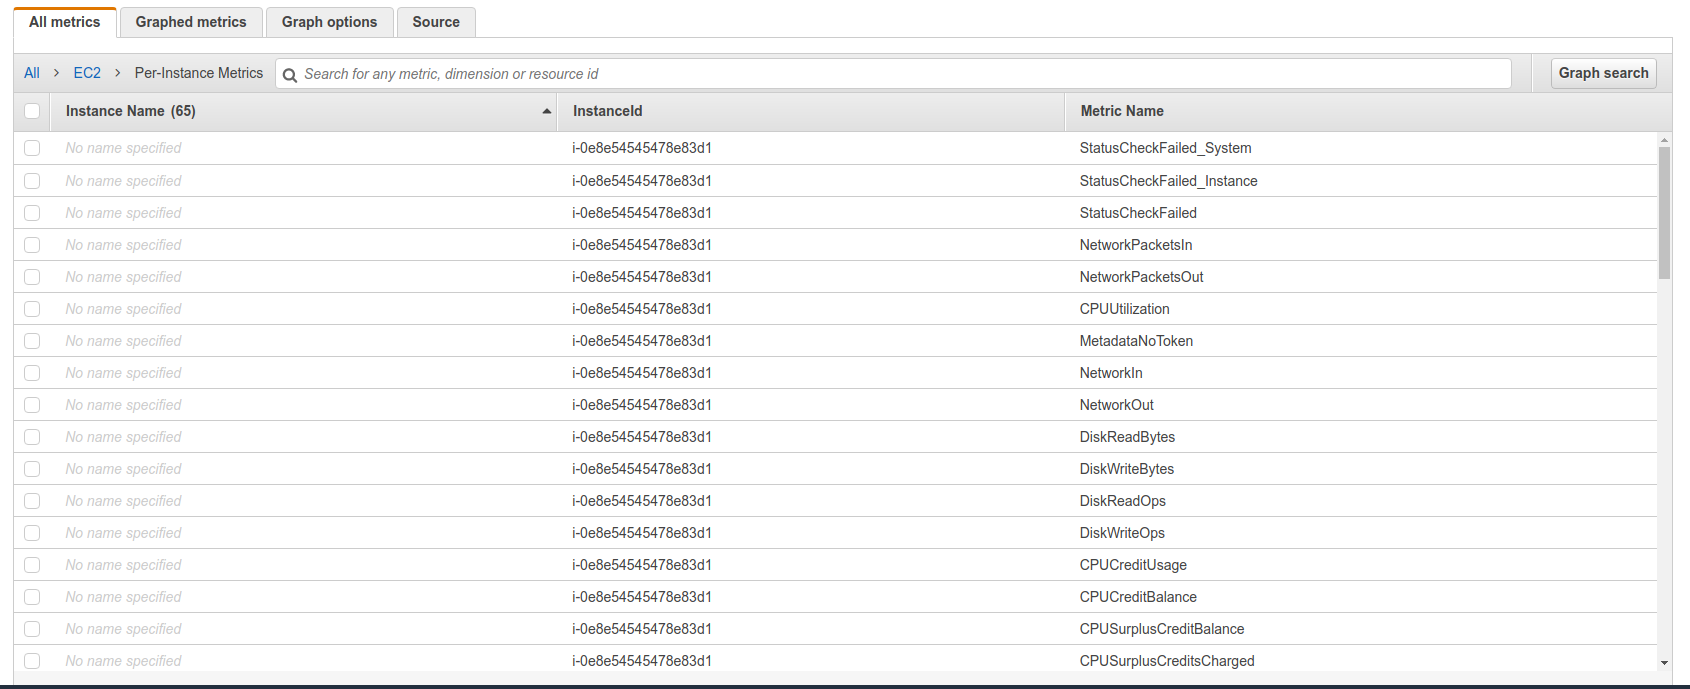 All metrics Graphed metrics Graph options Source
All > EC2 > Per-Instance Metrics Search for any metric, dimension or resource id Graph search
Instance Name (65) InstanceId Metric Name
No name specified i-0e8e54545478e83d1 StatusCheckFailed_System
No name specified i-0e8e54545478e83d1 StatusCheckFailed_Instance
No name specified i-0e8e54545478e83d1 StatusCheckFailed
No name specified i-0e8e54545478e83d1 NetworkPacketsIn
No name specified i-0e8e54545478e83d1 NetworkPacketsOut
No name specified i-0e8e54545478e83d1 CPUUtilization
No name specified i-0e8e54545478e83d1 MetadataNoToken
No name specified i-0e8e54545478e83d1 NetworkIn
No name specified i-0e8e54545478e83d1 NetworkOut
No name specified i-0e8e54545478e83d1 DiskReadBytes
No name specified i-0e8e54545478e83d1 DiskWriteBytes
No name specified i-0e8e54545478e83d1 DiskReadOps
No name specified i-0e8e54545478e83d1 DiskWriteOps
No name specified i-0e8e54545478e83d1 CPUCreditUsage
No name specified i-0e8e54545478e83d1 CPUCreditBalance
No name specified i-0e8e54545478e83d1 CPUSurplusCreditBalance
No name specified i-0e8e54545478e83d1 CPUSurplusCreditsCharged